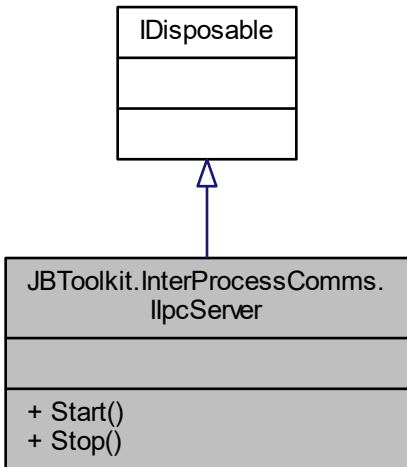 IDisposable
JBToolkit.InterProcessComms.
IIpcServer
+ Start()
+ Stop()